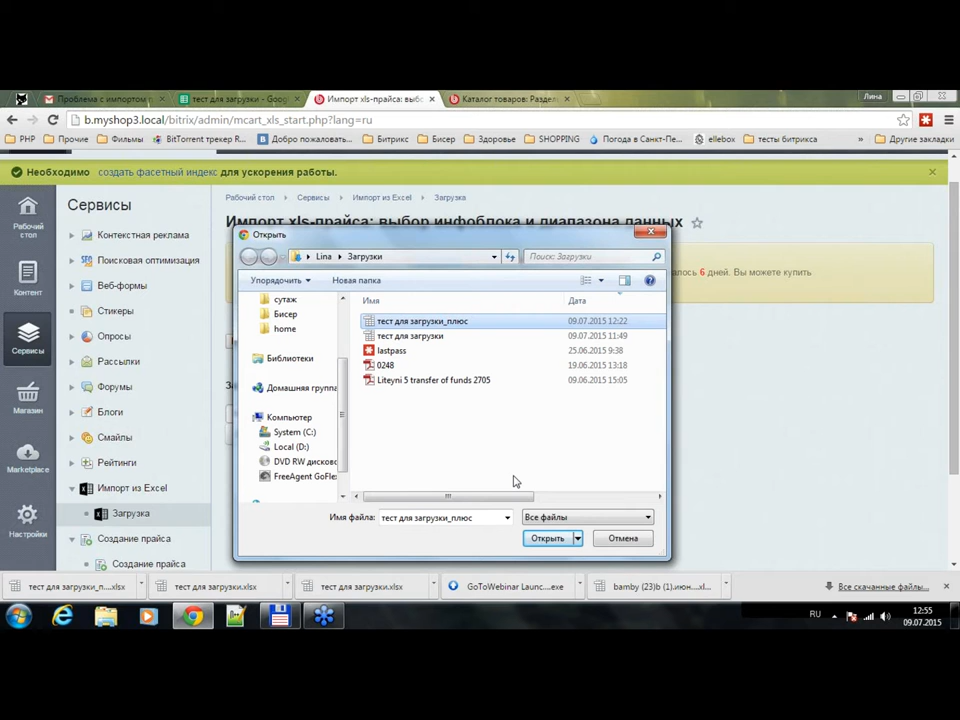 Проблема с импортом
тест для загрузки - Goog
Импорт xls-прайса: выбо
Каталог товаров: Раздел
Лина
b.myshop3.local/bitrix/admin/mcart_xls_start.php?lang=ru
PHP
Прочие
Фильмы
BitTorrent трекер R
Добро пожаловать...
Битрикс
Бисер
Здоровье
SHOPPING
Погода в Санкт-Пе
ellebox
тесты битрикса
»
Другие закладки
Необходимо создать фасетный индекс для ускорения работы.
Рабочий стол
Контент
Сервисы
Магазин
Marketplace
Настройки
Сервисы
Контекстная реклама
Поисковая оптимизация
Веб-формы
Стикеры
Опросы
Рассылки
Форумы
Блоги
Смайлы
Рейтинги
Импорт из Excel
Загрузка
Создание прайса
Создание прайса
Рабочий стол
Сервисы
Импорт из Excel
Загрузка
Импорт xls-прайса: выбор инфоблока и диапазона данных
алось 6 дней. Вы можете купить
Открыть
Lina
Загрузки
Поиск: Загрузки
Упорядочить
Новая папка
сутаж
Бисер
home
Библиотеки
Домашняя группа
Компьютер
System (C:)
Local (D:)
DVD RW дисково
FreeAgent GoFle
Имя
Дата
тест для загрузки_плюс
09.07.2015 12:22
тест для загрузки
09.07.2015 11:49
lastpass
25.06.2015 9:38
0248
19.06.2015 13:18
Liteyni 5 transfer of funds 2705
09.06.2015 15:05
Имя файла:
тест для загрузки_плюс
Все файлы
Открыть
Отмена
тест для загрузки_п....xlsx
тест для загрузки.xlsx
тест для загрузки.xlsx
GoToWebinar Launc....exe
bamby (23)b (1).июн....xl...
Все скачанные файлы...
RU
12:55
09.07.2015